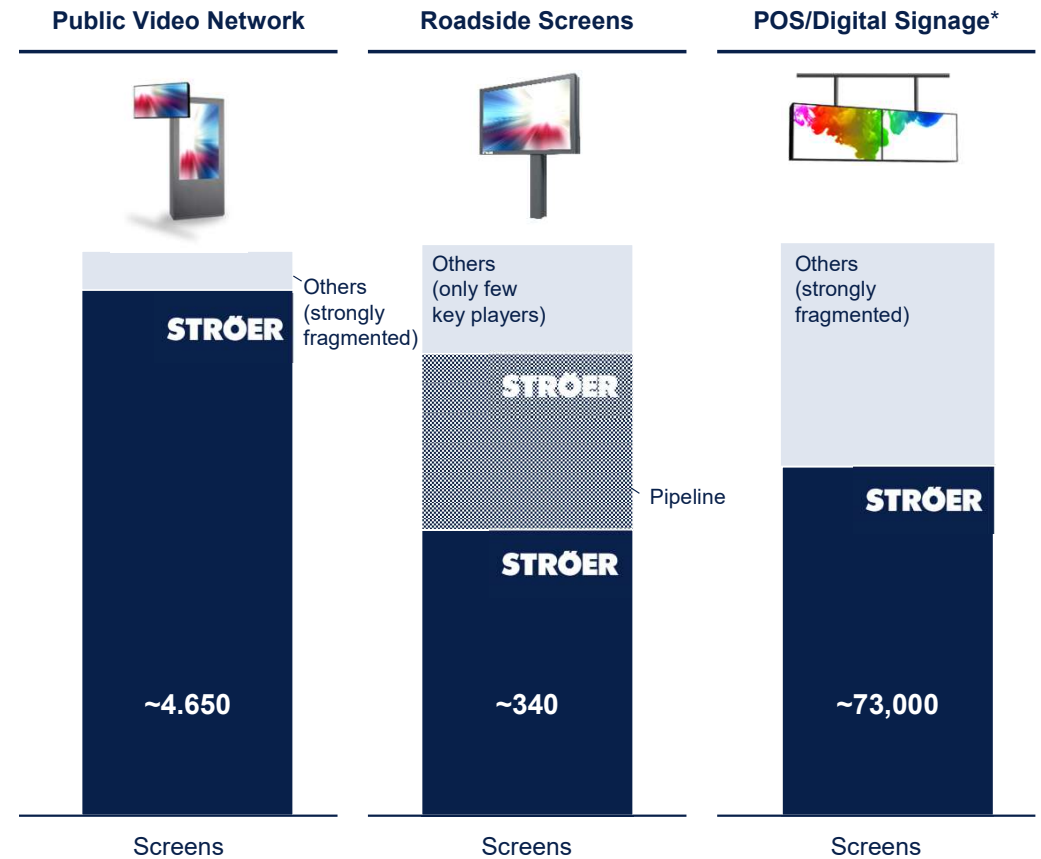 Public Video Network
Roadside Screens
POS/Digital Signage*
Others
(strongly
fragmented)
STRÖER
~4.650
Screens
Others
(only few
key players)
STRÖER
Pipeline
STRÖER
~340
Screens
Others
(strongly
fragmented)
STRÖER
~73,000
Screens